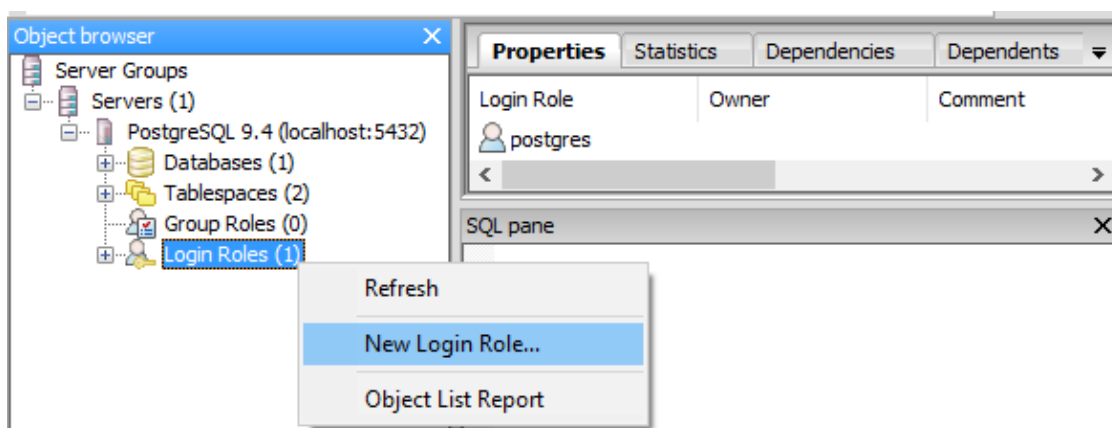 Object browser
Server Groups
Servers (1)
PostgreSQL 9.4 (localhost:5432)
Databases (1)
Tablespaces (2)
Group Roles (0)
Login Roles (1)
Properties Statistics Dependencies Dependents
Login Role Owner Comment
postgres
SQL pane
Refresh
New Login Role...
Object List Report